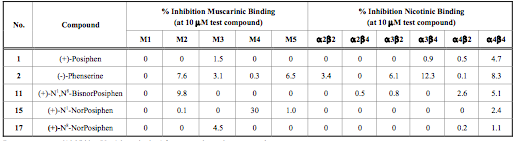 No. Compound % Inhibition Muscarinic Binding (at 10 µM test compound) % Inhibition Nicotinic Binding (at 10 µM test compound)
M1 M2 M3 M4 M5 α2β2 α2β4 α3β2 α3β4 α4β2 α4β4
1 (+)-Posiphen 0 0 1.5 0 0 0 0 0 0.9 0.5 4.7
2 (-)-Phenserine 0 7.6 3.1 0.3 6.5 3.4 0 6.1 12.3 0.1 8.3
11 (+)-N1,N8-BisnorPosiphen 0 9.8 0 0 0 0 0.5 0.8 0 2.6 5.1
15 (+)-N1-NorPosiphen 0 0.1 0 30 1.0 0 0 0 0 0 2.4
17 (+)-N8-NorPosiphen 0 0 4.5 0 0 0 0 0 0 0.2 1.1